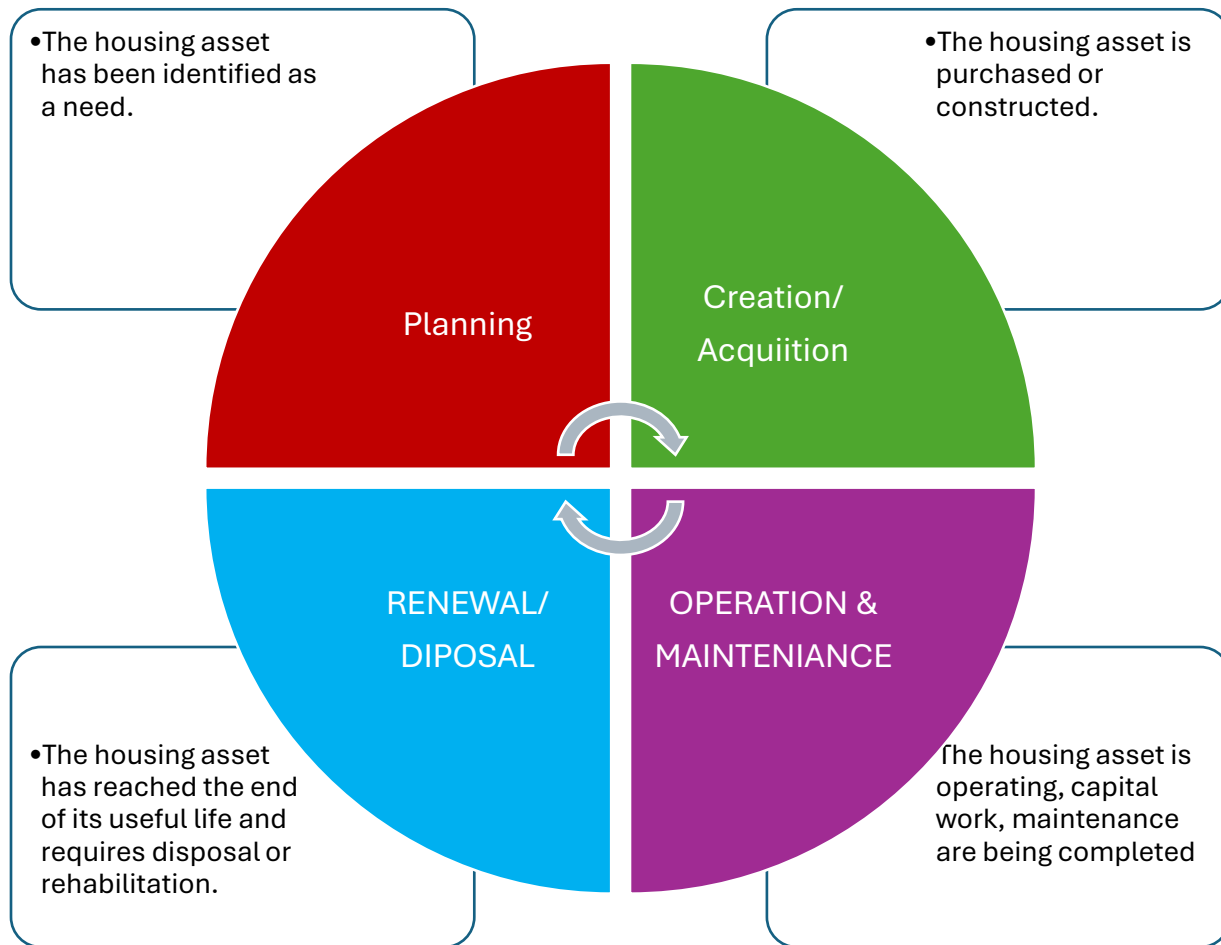 •The housing asset
has been identified as
a need.
•The housing asset is
purchased or
constructed.
Planning
Creation/
Acquiition
RENEWAL/
DIPOSAL
OPERATION &
MAINTENIANCE
•The housing asset
has reached the end
of its useful life and
requires disposal or
rehabilitation.
The housing asset is
operating, capital
work, maintenance
are being completed